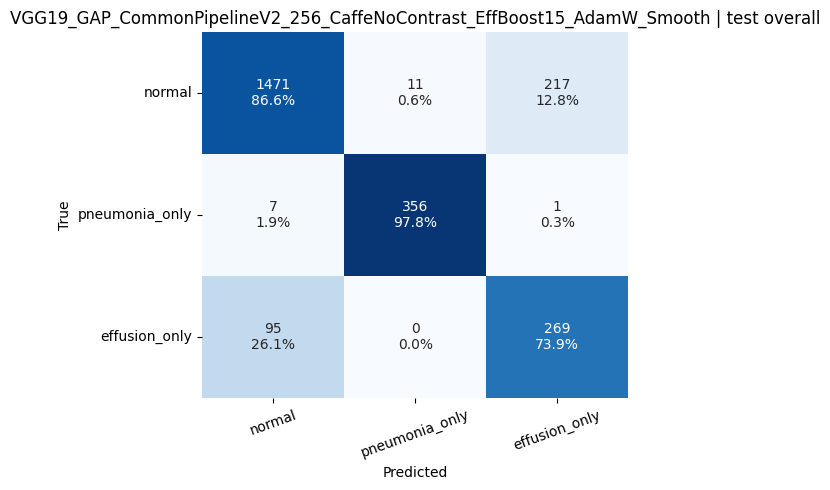 VGG19_GAP_CommonPipelineV2_256_CaffeNoContrast_EffBoost15_AdamW_Smooth | test overall
normal
1471
86.6%
11
0.6%
217
12.8%
pneumonia_only
7
1.9%
356
97.8%
1
0.3%
effusion_only
95
26.1%
0
0.0%
269
73.9%
True
normal
pneumonia_only
effusion_only
Predicted